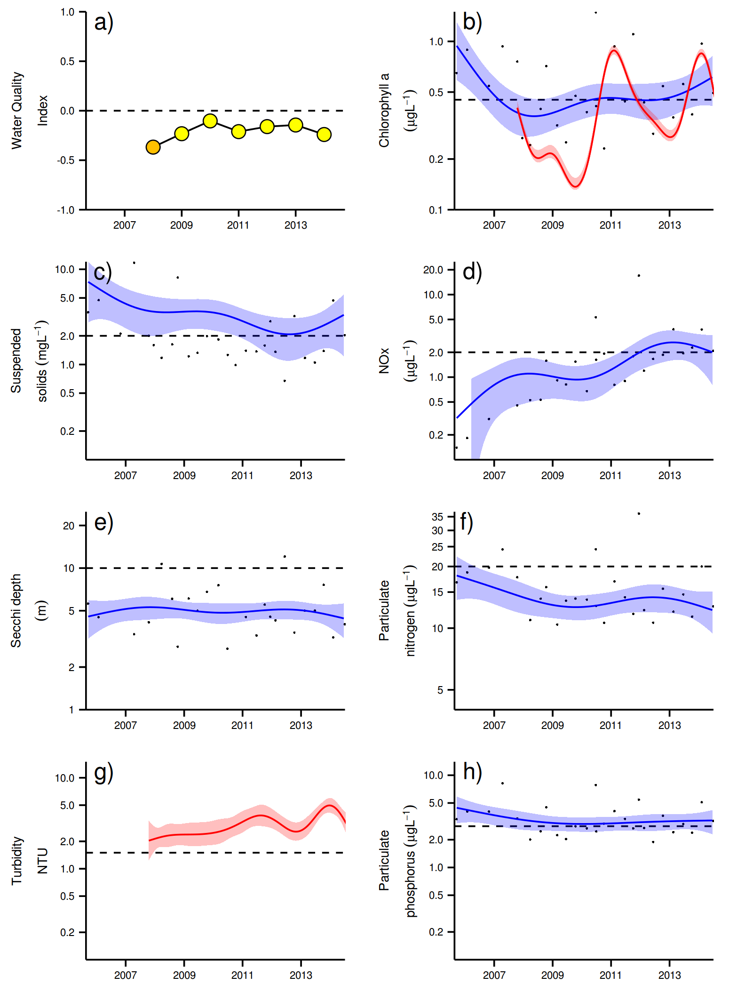 a)
Water Quality
Index
1.0
0.5
0.0
-0.5
-1.0
2007 2009 2011 2013
b)
Chlorophyll a
(µgL⁻¹)
1.0
0.5
0.2
0.1
2007 2009 2011 2013
c)
Suspended
solids (mgL⁻¹)
10.0
5.0
2.0
1.0
0.5
0.2
2007 2009 2011 2013
d)
NOx
(µgL⁻¹)
20.0
10.0
5.0
2.0
1.0
0.5
0.2
2007 2009 2011 2013
e)
Secchi depth
(m)
20
10
5
2
1
2007 2009 2011 2013
f)
Particulate
nitrogen (µgL⁻¹)
35
30
25
20
15
10
5
2007 2009 2011 2013
g)
Turbidity
NTU
10.0
5.0
2.0
1.0
0.5
0.2
2007 2009 2011 2013
h)
Particulate
phosphorus (µgL⁻¹)
10.0
5.0
2.0
1.0
0.5
0.2
2007 2009 2011 2013